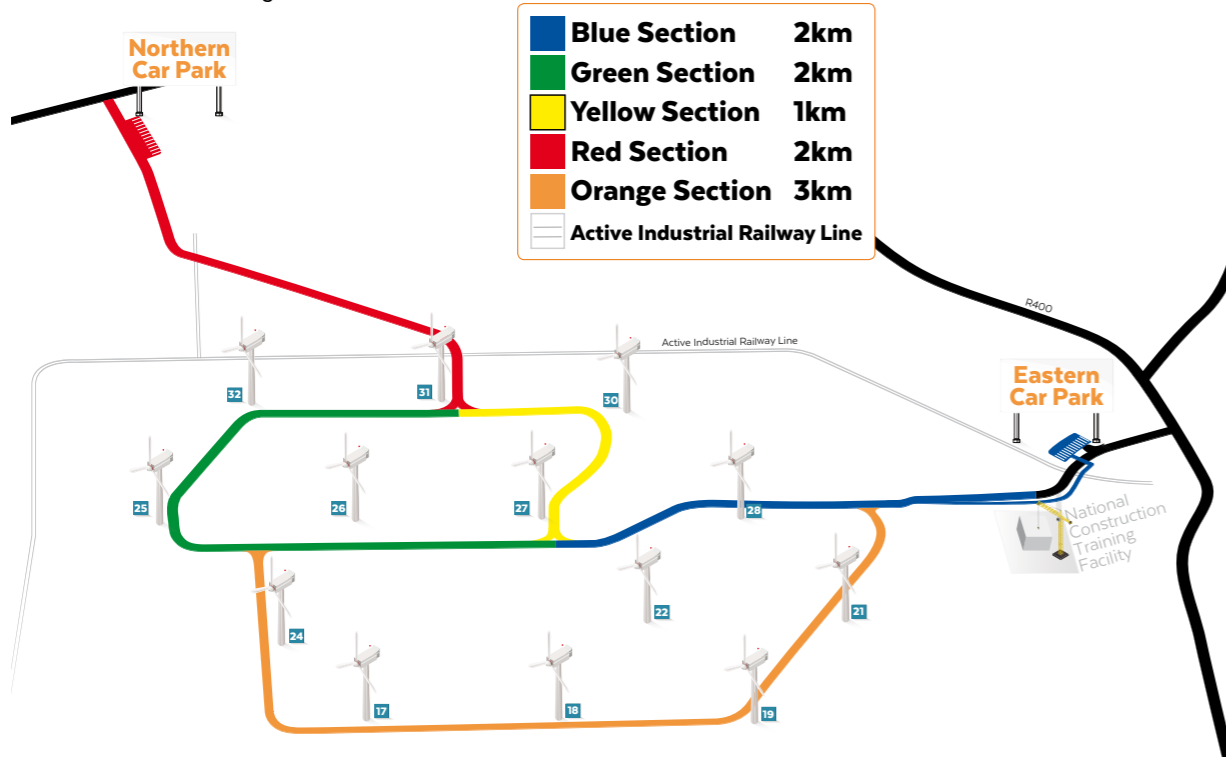 Northern
Car Park
Blue Section 2km
Green Section 2km
Yellow Section 1km
Red Section 2km
Orange Section 3km
Active Industrial Railway Line
R400
Active Industrial Railway Line
Eastern
Car Park
32
31
30
25
26
27
28
National
Construction
Training
Facility
24
22
21
17
18
19